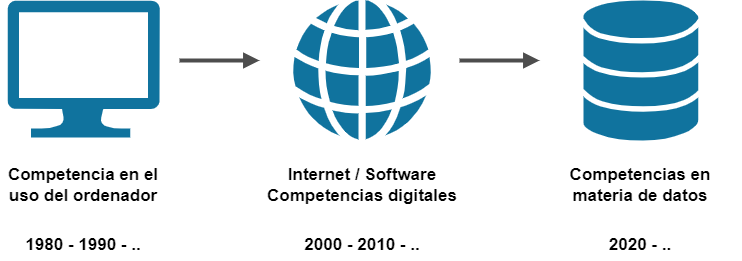 Competencia en el
uso del ordenador
1980 - 1990 - ..
Internet / Software
Competencias digitales
2000 - 2010 - ..
Competencias en
materia de datos
2020 - ..